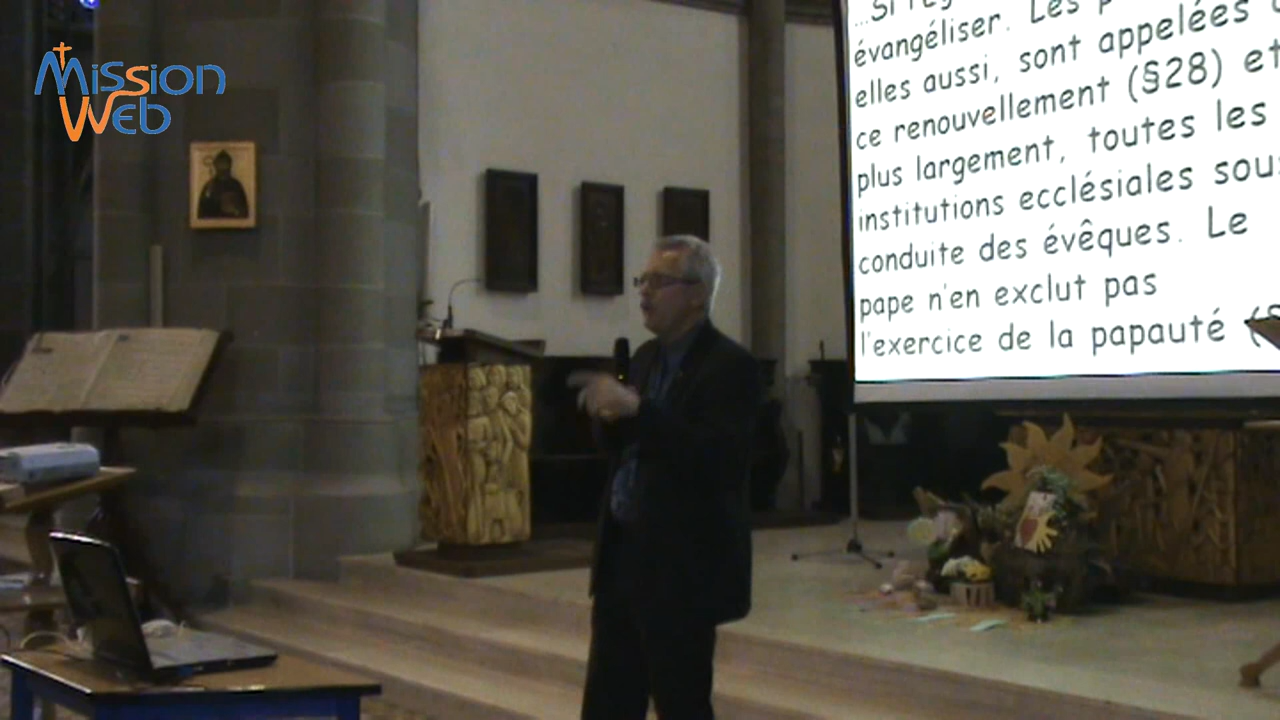 Mission
Web
évangéliser. Les
elles aussi, sont appelées
ce renouvellement (§28) et
plus largement, toutes les
institutions ecclésiales sous
conduite des évêques. Le
pape n'en exclut pas
l'exercice de la papauté